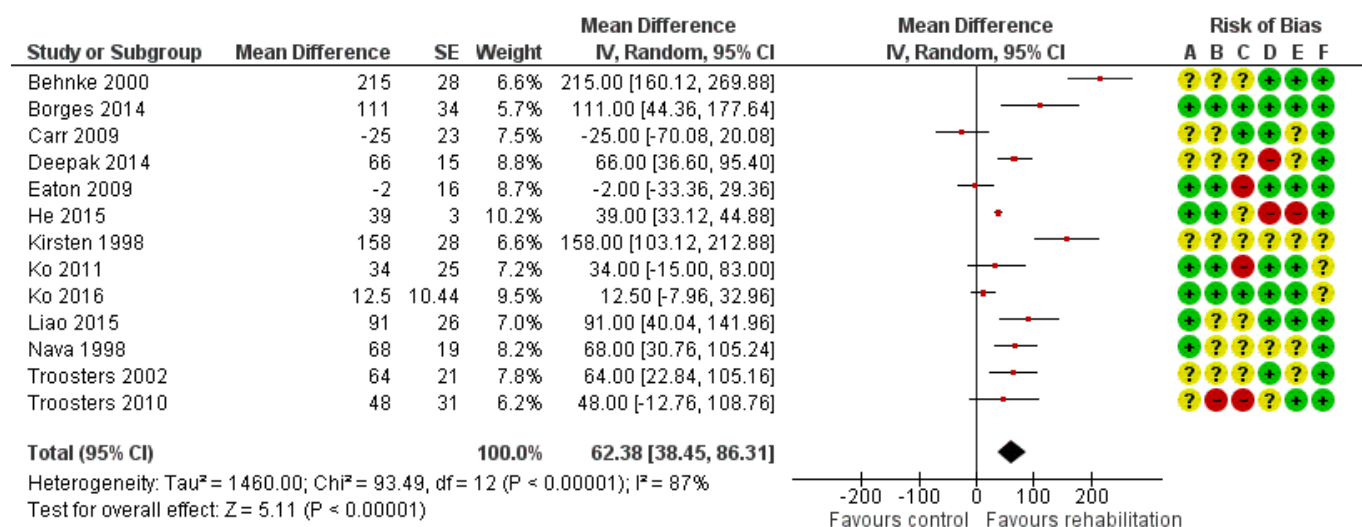 Mean Difference Mean Difference Risk of Bias
Study or Subgroup Mean Difference SE Weight IV, Random, 95% CI IV, Random, 95% CI A B C D E F
Behnke 2000 215 28 6.6% 215.00 [160.12, 269.88] ? ? ? + + +
Borges 2014 111 34 5.7% 111.00 [44.36, 177.64] + + + + + +
Carr 2009 -25 23 7.5% -25.00 [-70.08, 20.08] ? ? + + ? +
Deepak 2014 66 15 8.8% 66.00 [36.60, 95.40] ? ? ? - ? +
Eaton 2009 -2 16 8.7% -2.00 [-33.36, 29.36] + + - + + +
He 2015 39 3 10.2% 39.00 [33.12, 44.88] + + ? - - +
Kirsten 1998 158 28 6.6% 158.00 [103.12, 212.88] ? ? ? ? ? ?
Ko 2011 34 25 7.2% 34.00 [-15.00, 83.00] + + - + + ?
Ko 2016 12.5 10.44 9.5% 12.50 [-7.96, 32.96] + + + + + ?
Liao 2015 91 26 7.0% 91.00 [40.04, 141.96] + ? ? + + +
Nava 1998 68 19 8.2% 68.00 [30.76, 105.24] + ? ? ? ? +
Troosters 2002 64 21 7.8% 64.00 [22.84, 105.16] ? ? ? + ? +
Troosters 2010 48 31 6.2% 48.00 [-12.76, 108.76] ? - - ? + +
Total (95% CI) 100.0% 62.38 [38.45, 86.31]
Heterogeneity: Tau² = 1460.00; Chi² = 93.49, df = 12 (P < 0.00001); I² = 87%
Test for overall effect: Z = 5.11 (P < 0.00001)
-200 -100 0 100 200
Favours control Favours rehabilitation